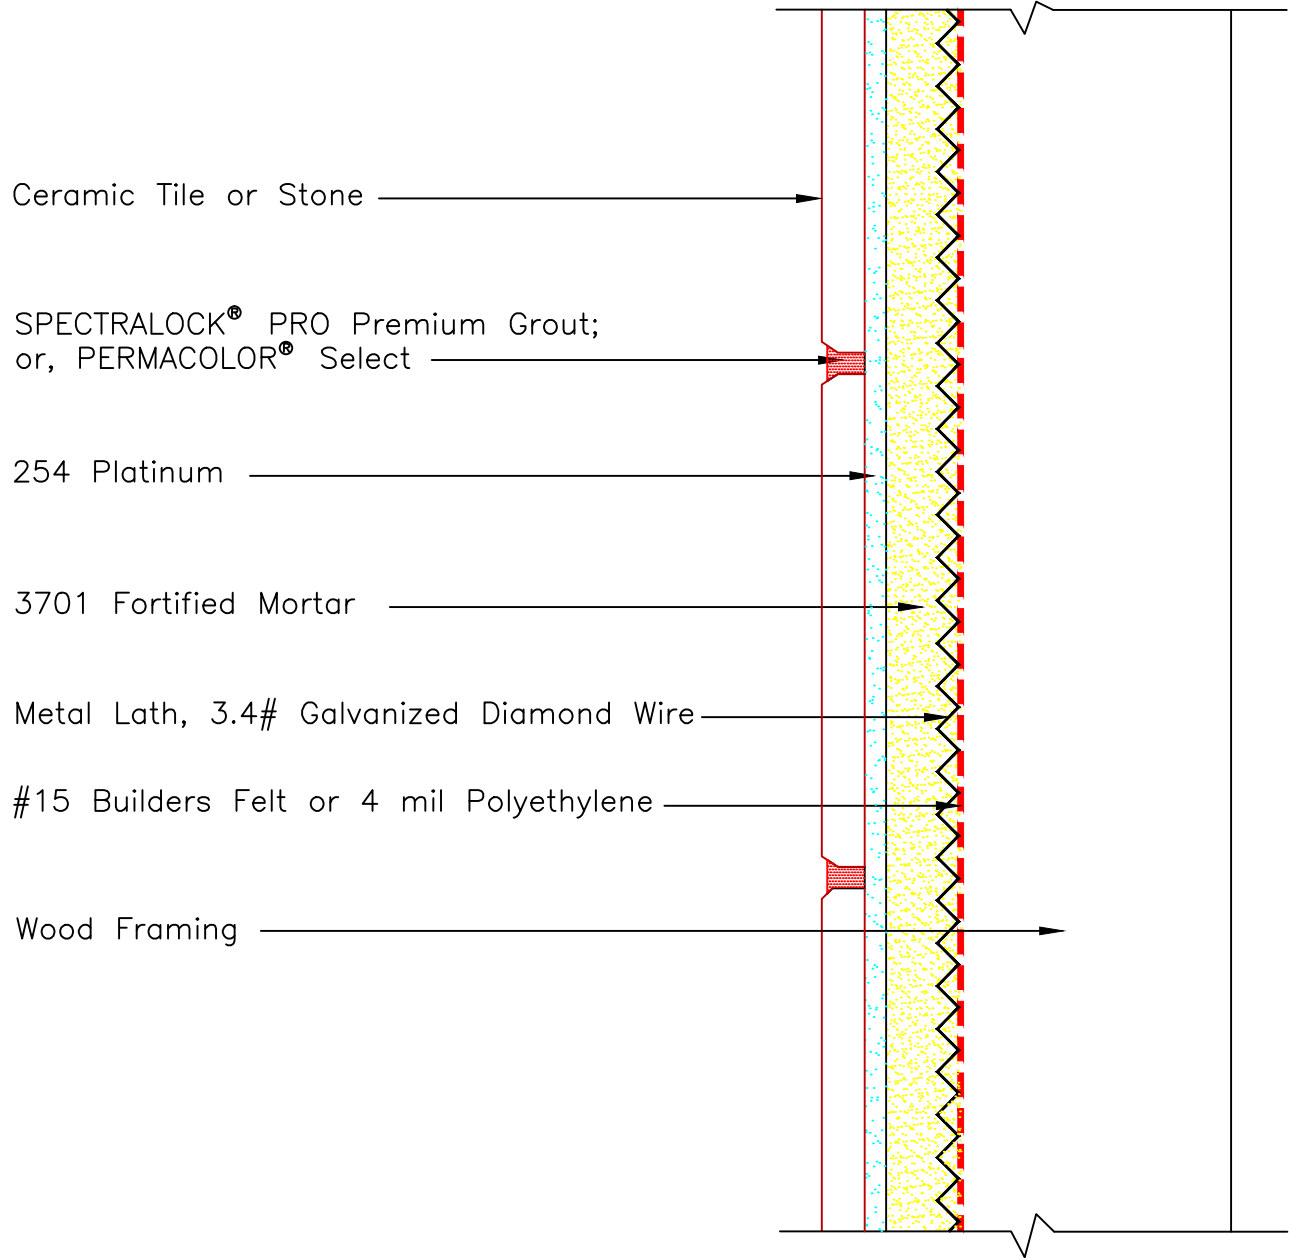 Ceramic Tile or Stone
SPECTRALOCK® PRO Premium Grout;
or, PERMACOLOR® Select
254 Platinum
3701 Fortified Mortar
Metal Lath, 3.4# Galvanized Diamond Wire
#15 Builders Felt or 4 mil Polyethylene
Wood Framing